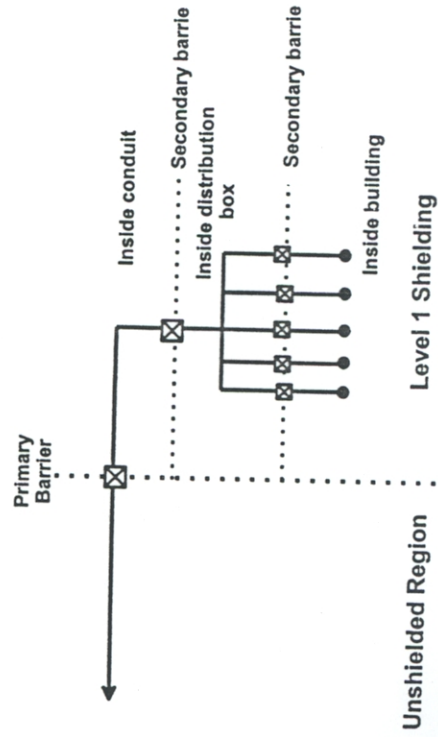 Primary
Barrier
Inside conduit
Secondary barrie
Inside distribution
box
Secondary barrie
Inside building
Unshielded Region
Level 1 Shielding